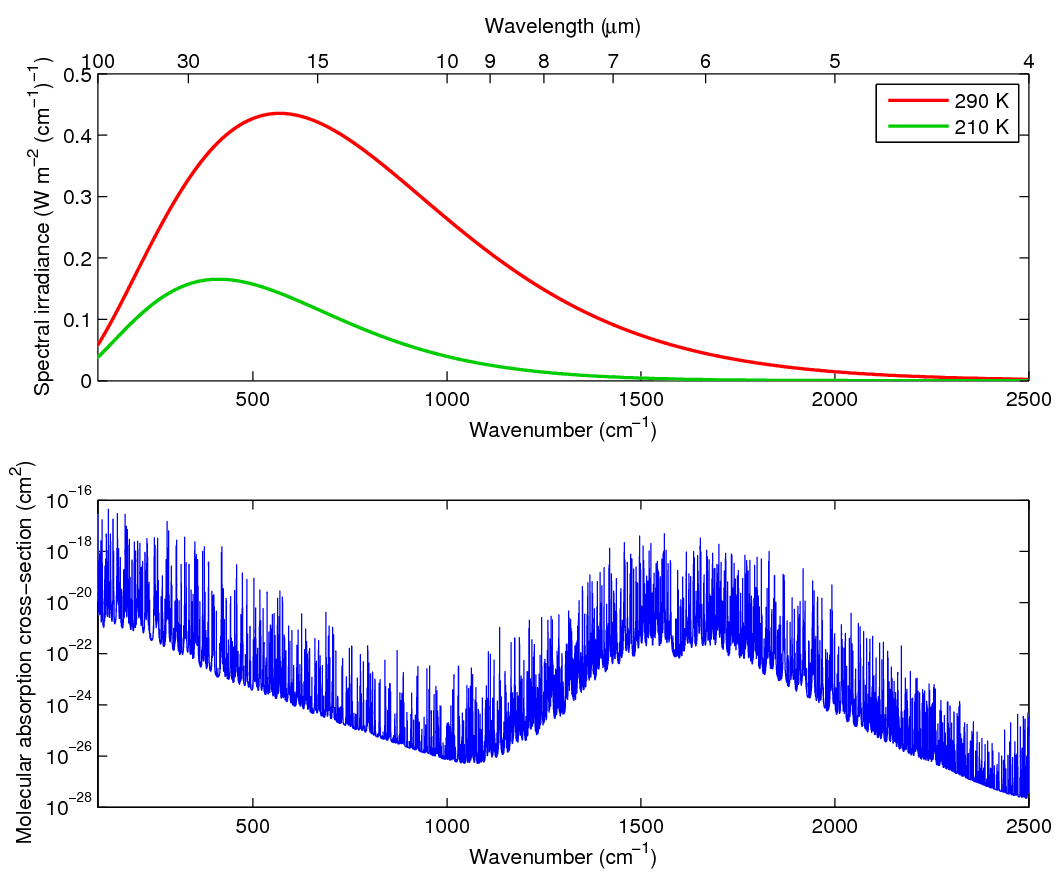 Wavelength (μm)
100 30 15 10 9 8 7 6 5 4
Spectral irradiance (W m⁻² (cm⁻¹)⁻¹)
0.5
0.4
0.3
0.2
0.1
0
290 K
210 K
500 1000 1500 2000 2500
Wavenumber (cm⁻¹)
Molecular absorption cross−section (cm²)
10⁻¹⁶
10⁻¹⁸
10⁻²⁰
10⁻²²
10⁻²⁴
10⁻²⁶
10⁻²⁸
500 1000 1500 2000 2500
Wavenumber (cm⁻¹)